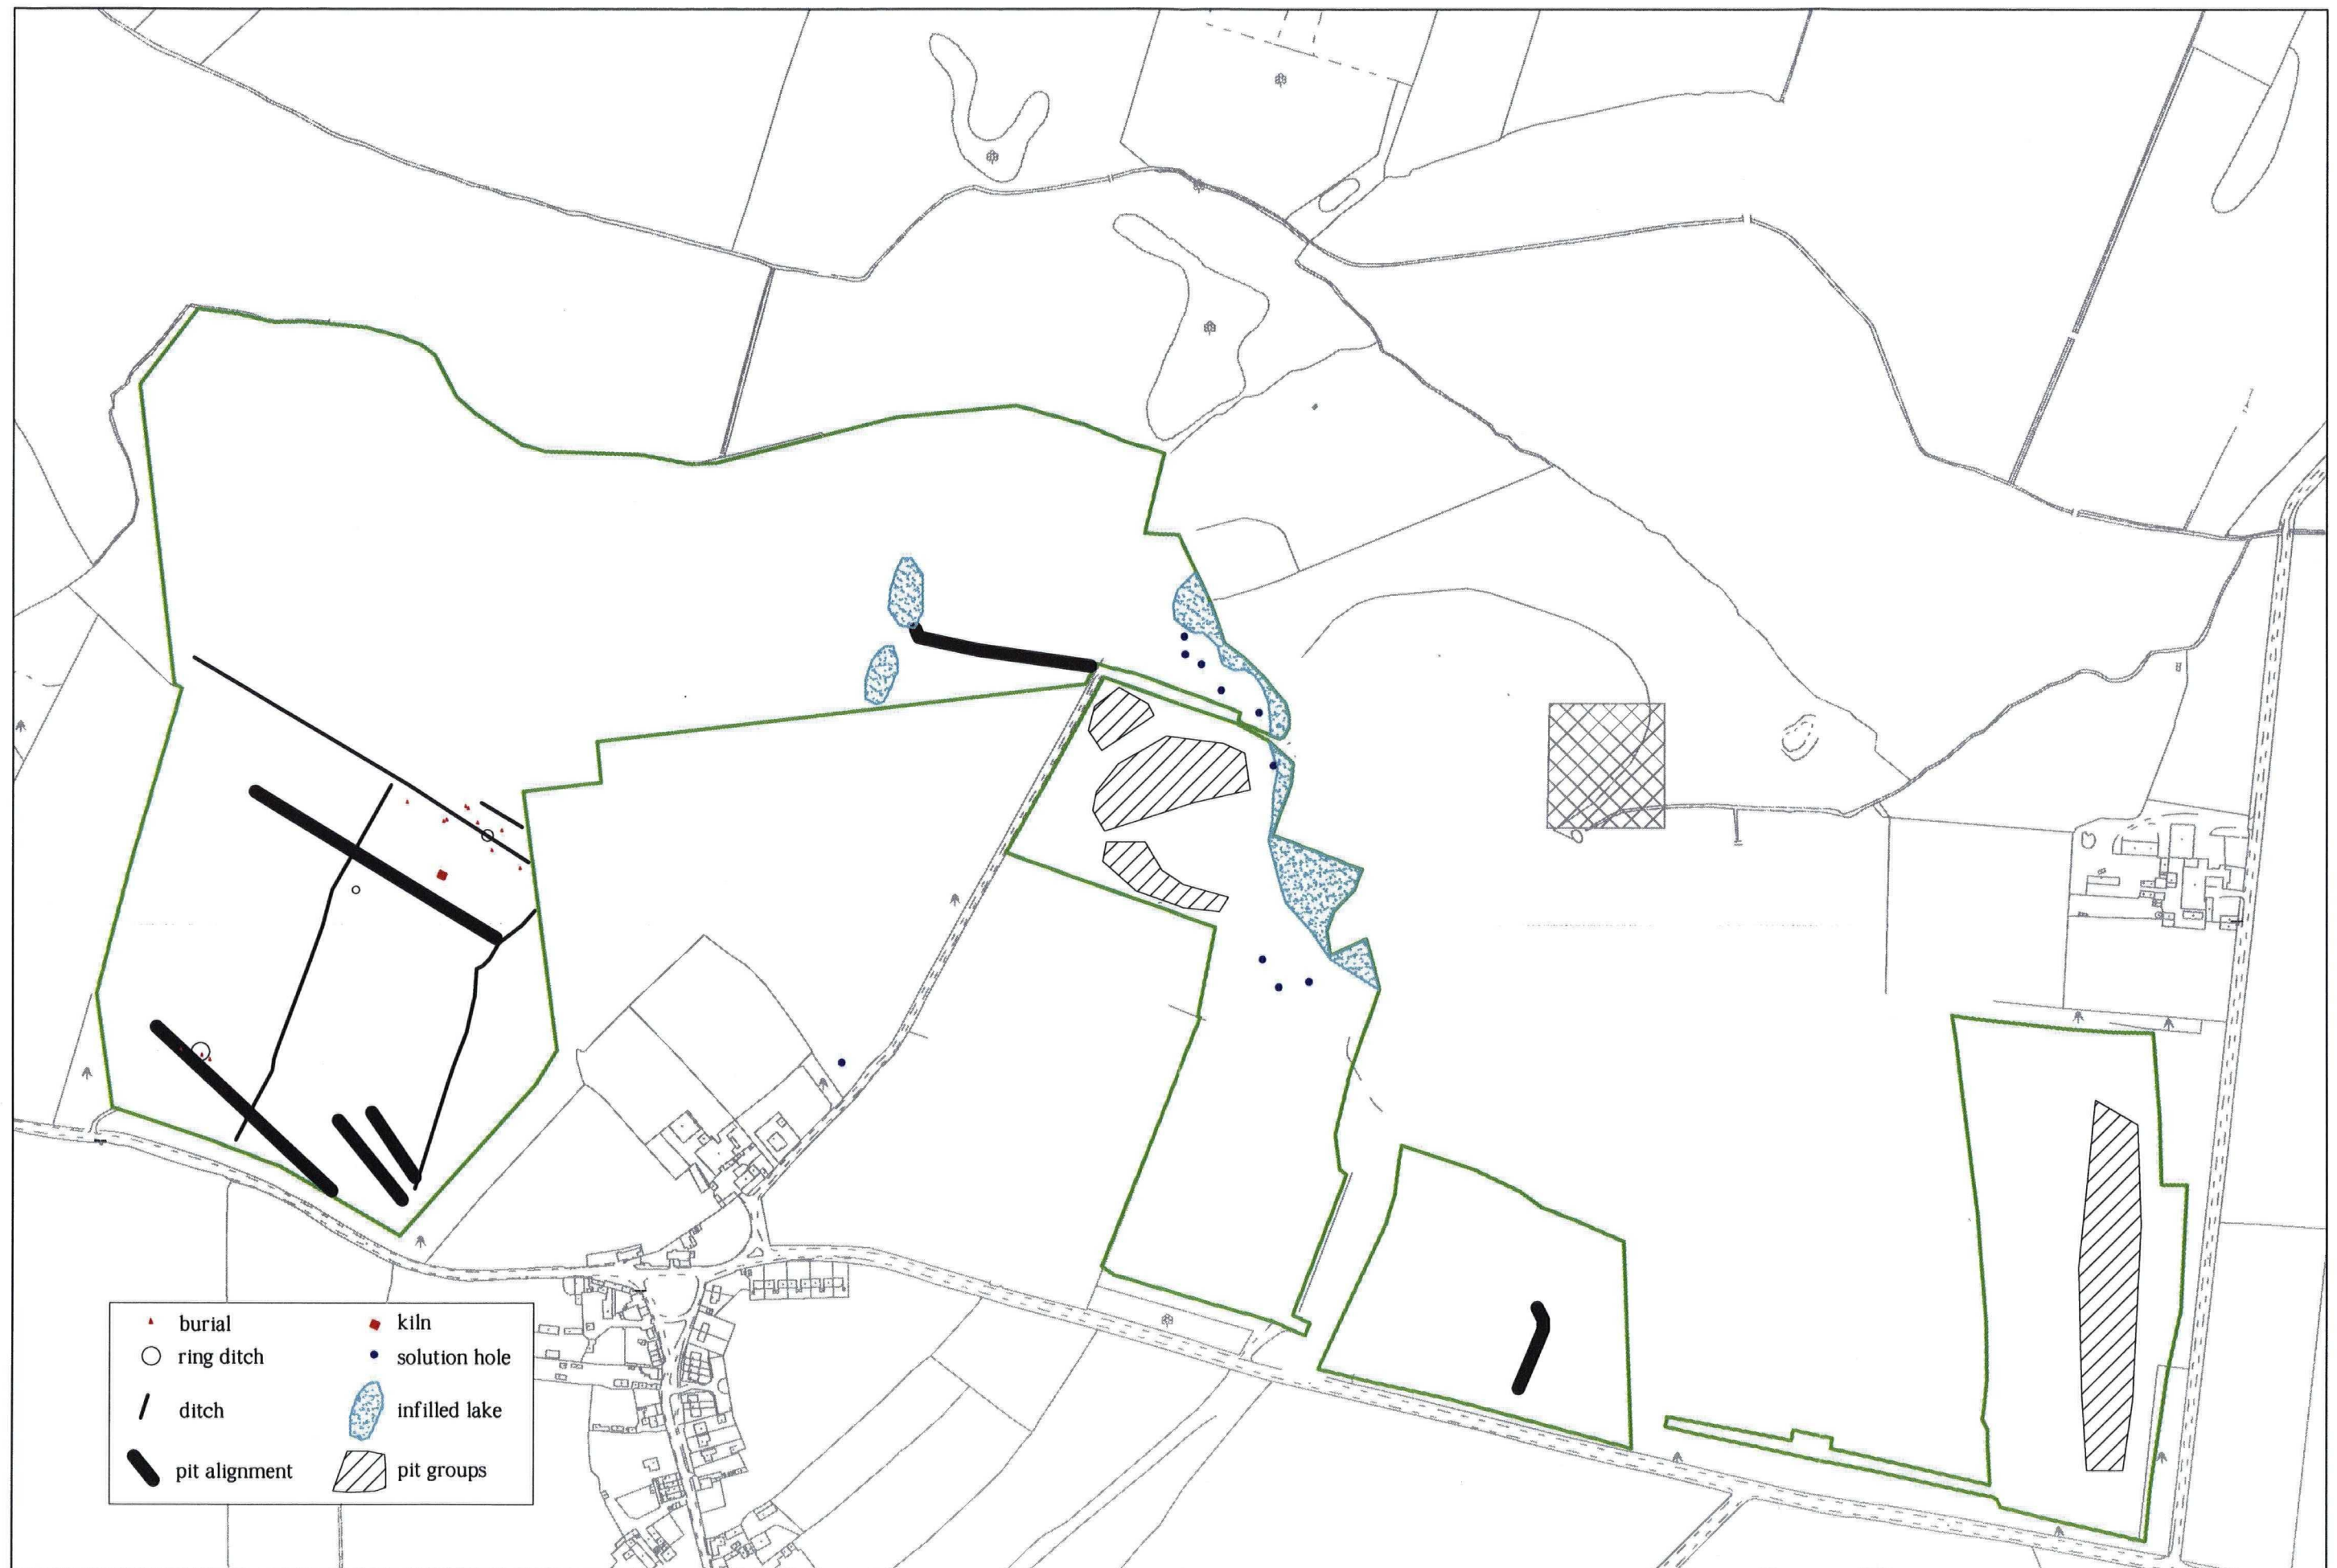 burial
kiln
ring ditch
solution hole
ditch
infilled lake
pit alignment
pit groups